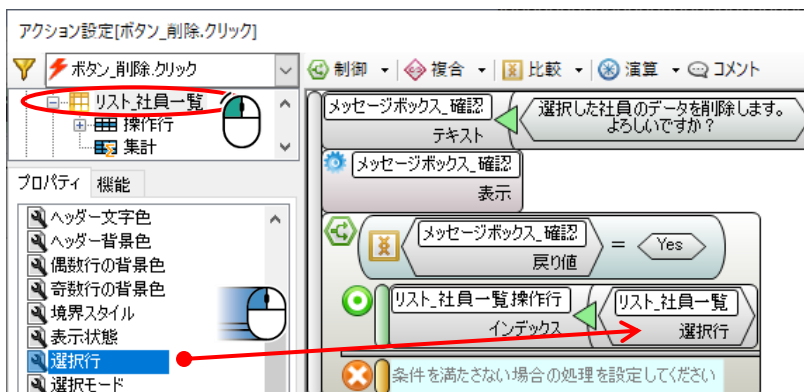 アクション設定[ボタン_削除.クリック]
ボタン_削除.クリック
制御 複合 比較 演算 コメント
リスト_社員一覧
操作行
集計
プロパティ 機能
ヘッダー文字色
ヘッダー背景色
偶数行の背景色
奇数行の背景色
境界スタイル
表示状態
選択行
選択モード
メッセージボックス_確認
テキスト
選択した社員のデータを削除します。
よろしいですか？
メッセージボックス_確認
表示
メッセージボックス_確認
戻り値
= Yes
リスト_社員一覧操作行
インデックス
リスト_社員一覧
選択行
条件を満たさない場合の処理を設定してください